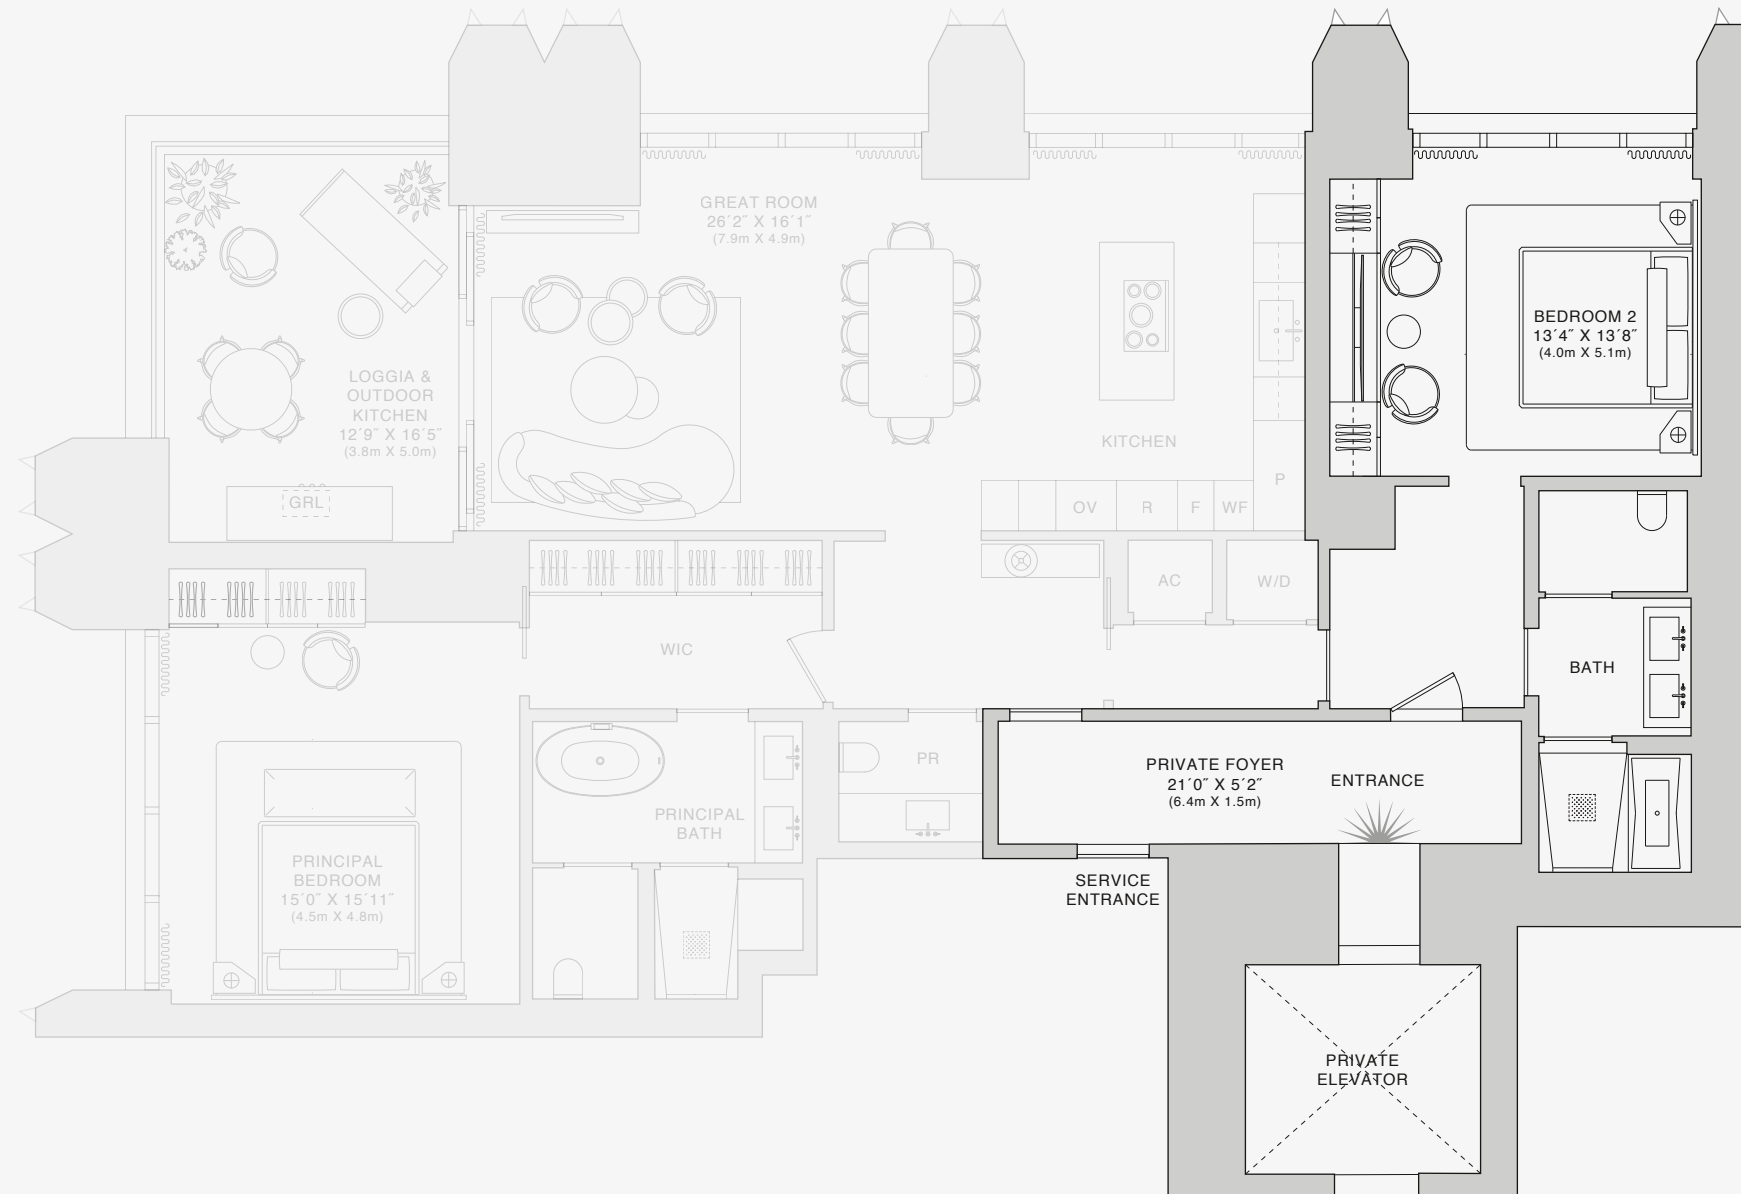 GREAT ROOM
26′2″ X 16′1″
(7.9m X 4.9m)
LOGGIA &
OUTDOOR
KITCHEN
12′9″ X 16′5″
(3.8m X 5.0m)
GRL
KITCHEN
P
OV
R
F
WF
BEDROOM 2
13′4″ X 13′8″
(4.0m X 5.1m)
AC
W/D
WIC
BATH
PR
PRINCIPAL
BATH
PRIVATE FOYER
21′0″ X 5′2″
(6.4m X 1.5m)
ENTRANCE
PRINCIPAL
BEDROOM
15′0″ X 15′11″
(4.5m X 4.8m)
SERVICE
ENTRANCE
PRIVATE
ELEVATOR